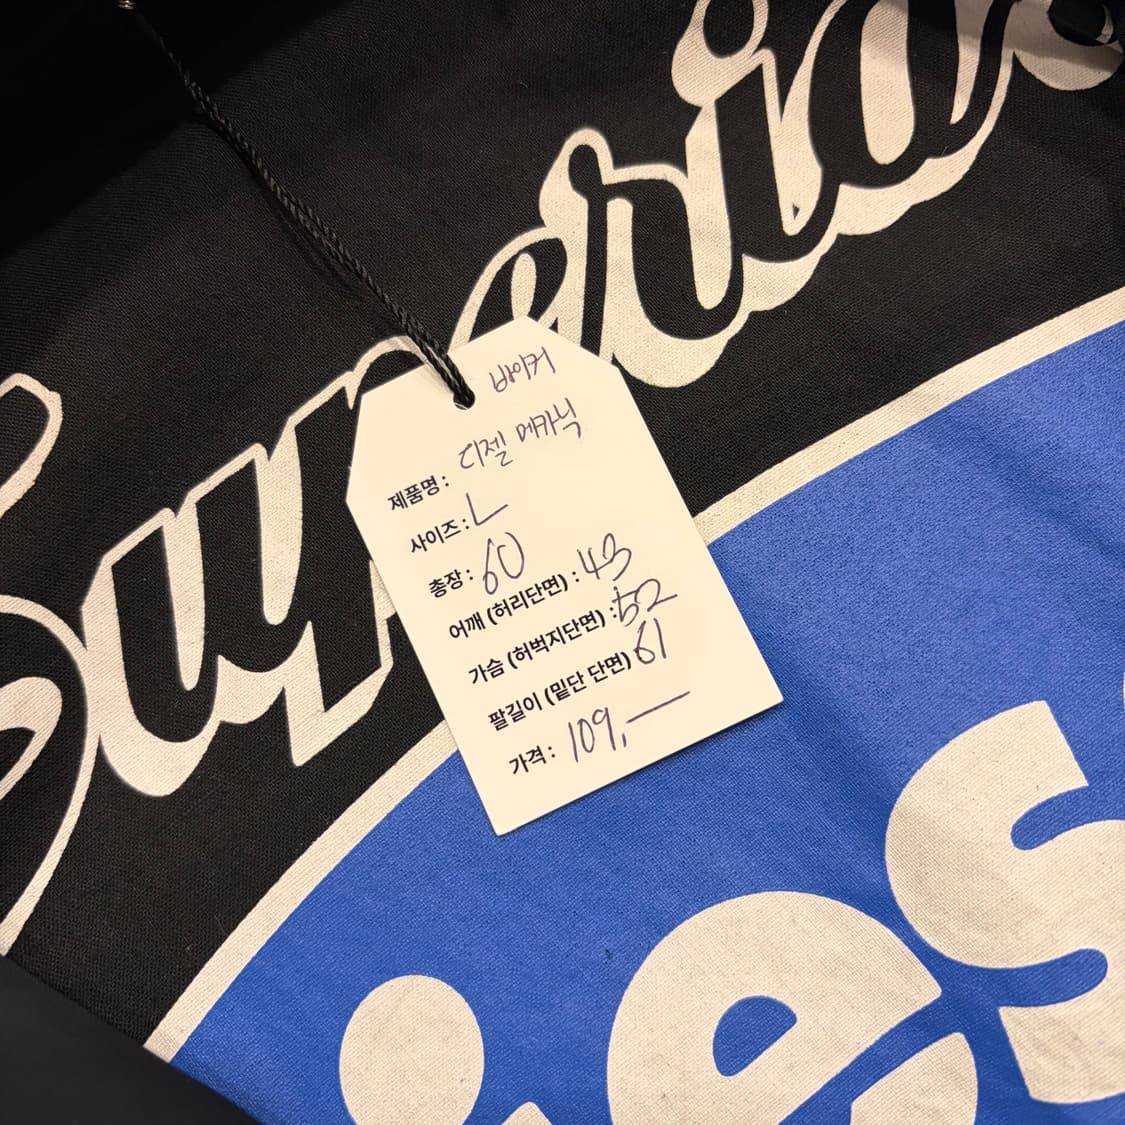 Superia
바이커
제품명 : 디젤 메카닉
사이즈 : L
총장 : 60
어깨 (허리단면) : 43
가슴 (허벅지단면) : 52
팔길이 (밑단 단면) 61
가격 : 109,—
ies